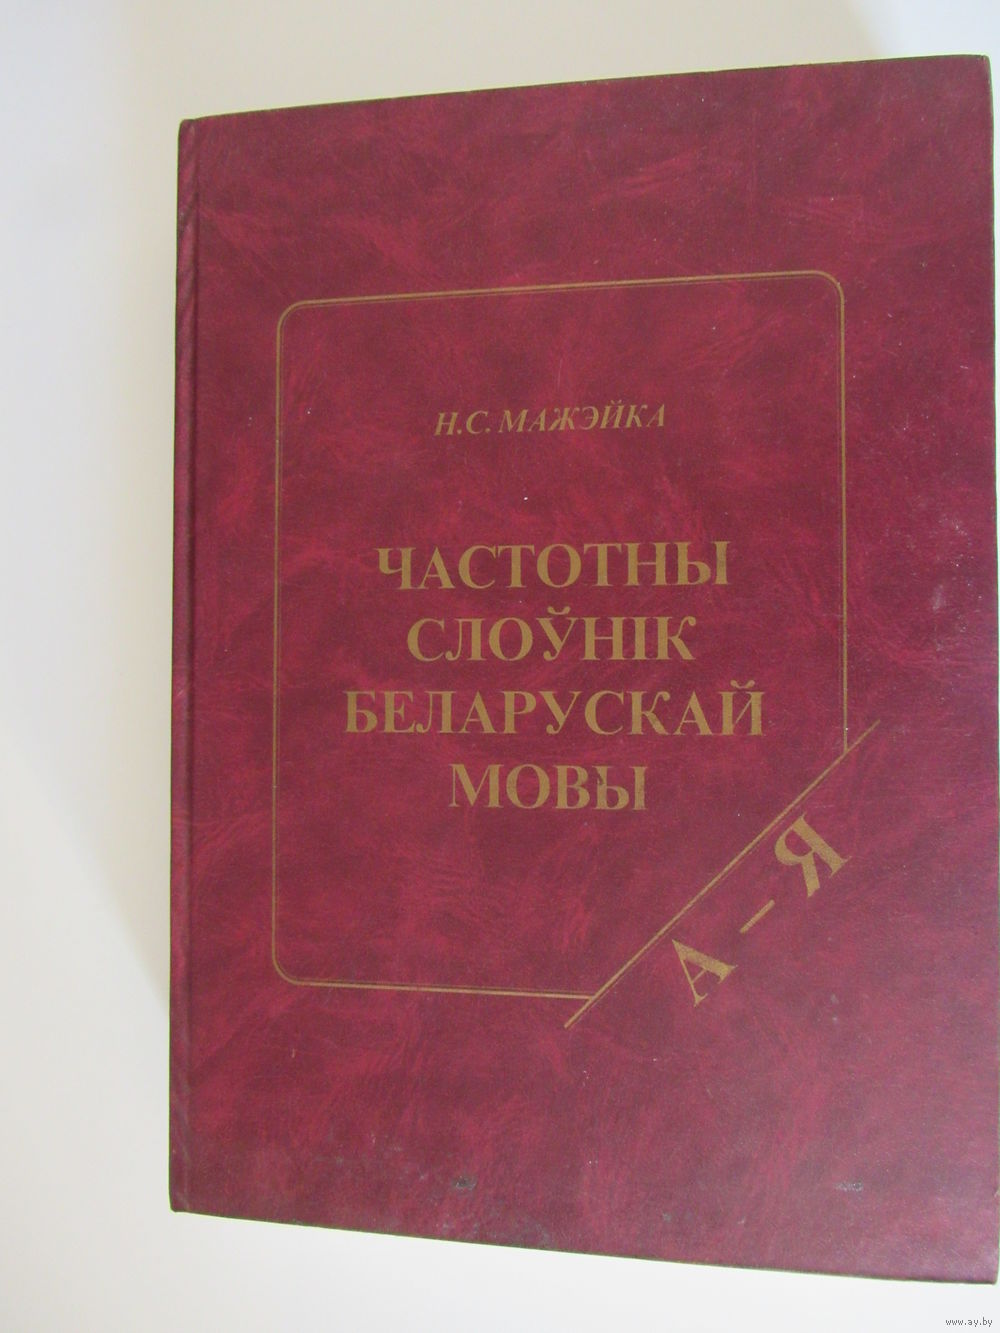 Н.С. МАЖЭЙКА
ЧАСТОТНЫ
СЛОЎНІК
БЕЛАРУСКАЙ
МОВЫ
А – Я
www.ay.by